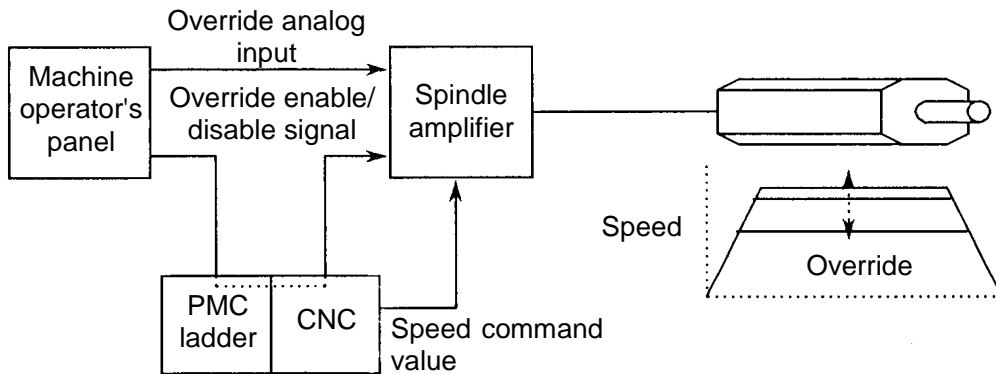 Override analog
input
Machine
operator's
panel
Override enable/
disable signal
Spindle
amplifier
Speed
Override
PMC
ladder
CNC
Speed command
value